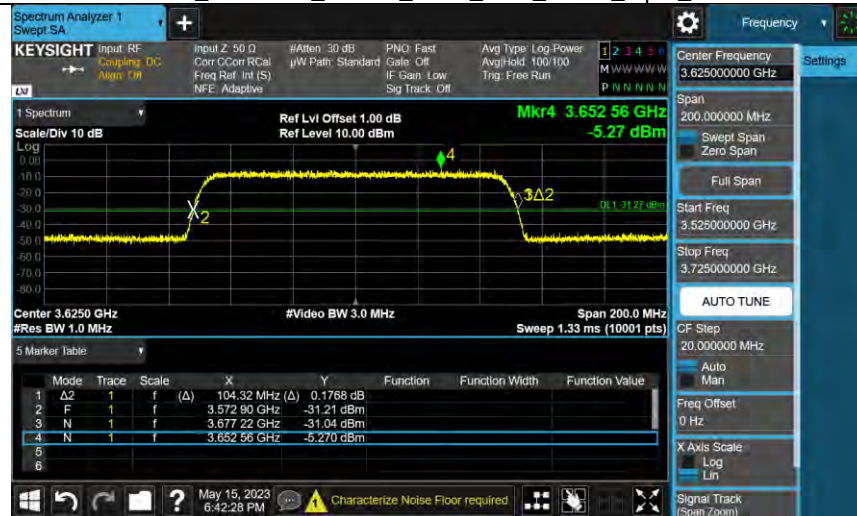 Spectrum Analyzer 1
Swept SA
+
Frequency
KEYSIGHT Input: RF Input Z: 50 Ω #Atten: 30 dB PNO: Fast Avg Type: Log-Power 1 2 3 4 5 6
Coupling: DC Corr CCorr RCal µW Path: Standard Gate: Off Avg|Hold: 100/100 M W W W W W
Align: Off Freq Ref: Int (S) IF Gain: Low Trig: Free Run
NFE: Adaptive Sig Track: Off P N N N N N
LXI
1 Spectrum
Ref Lvl Offset 1.00 dB
Mkr4 3.652 56 GHz
Scale/Div 10 dB
Ref Level 10.00 dBm
-5.27 dBm
Log
0.00
-10.0
-20.0
-30.0
-40.0
-50.0
-60.0
-70.0
-80.0
4
2
3Δ2
DL1 -31.27 dBm
Center 3.6250 GHz #Video BW 3.0 MHz Span 200.0 MHz
#Res BW 1.0 MHz Sweep 1.33 ms (10001 pts)
5 Marker Table
Mode Trace Scale X Y Function Function Width Function Value
1 Δ2 1 f (Δ) 104.32 MHz (Δ) 0.1768 dB
2 F 1 f 3.572 90 GHz -31.21 dBm
3 N 1 f 3.677 22 GHz -31.04 dBm
4 N 1 f 3.652 56 GHz -5.270 dBm
5
6
?
May 15, 2023
6:42:28 PM
Characterize Noise Floor required
Settings
Center Frequency
3.625000000 GHz
Span
200.000000 MHz
Swept Span
Zero Span
Full Span
Start Freq
3.525000000 GHz
Stop Freq
3.725000000 GHz
AUTO TUNE
CF Step
20.000000 MHz
Auto
Man
Freq Offset
0 Hz
X Axis Scale
Log
Lin
Signal Track
(Span Zoom)